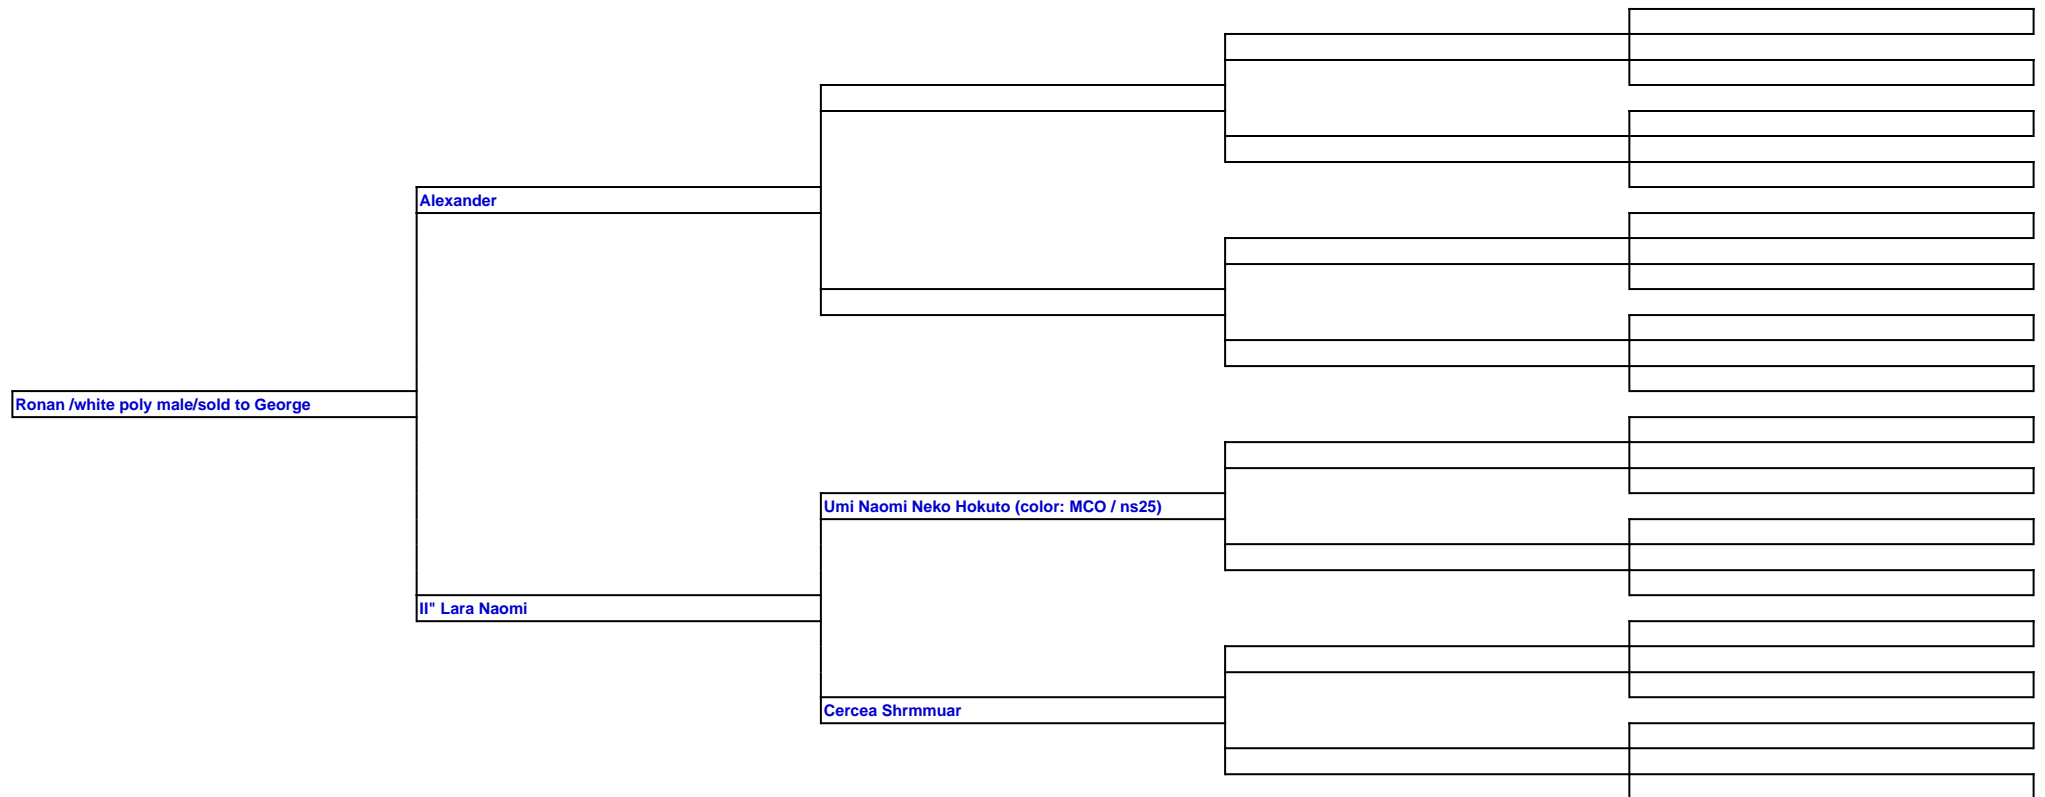 Alexander
Ronan /white poly male/sold to George
Umi Naomi Neko Hokuto (color: MCO / ns25)
II" Lara Naomi
Cercea Shrmmuar